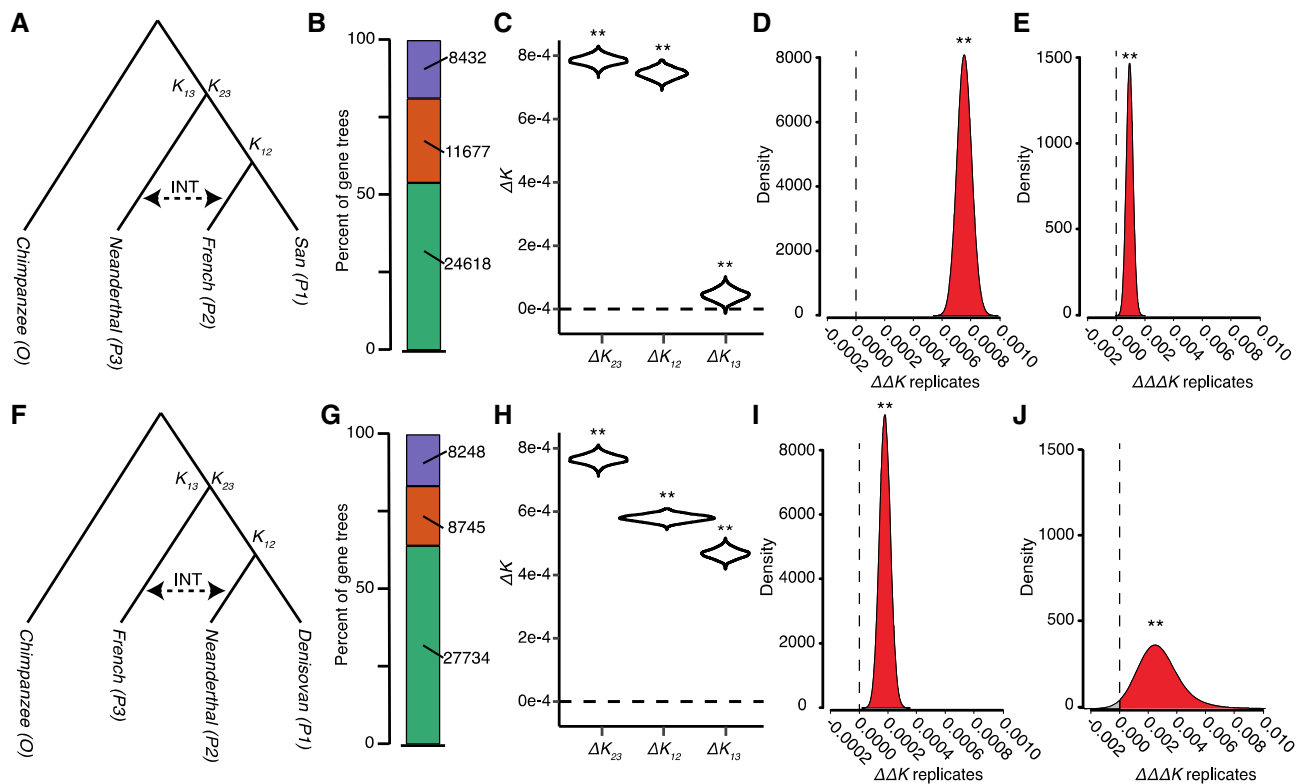 A
K13 K23
K12
INT
Chimpanzee (O)
Neanderthal (P3)
French (P2)
San (P1)
B
Percent of gene trees
100
50
0
8432
11677
24618
C
ΔK
8e-4
6e-4
4e-4
2e-4
0e-4
**
**
**
ΔK23 ΔK12 ΔK13
D
Density
8000
6000
4000
2000
0
**
-0.0002 0.0000 0.0002 0.0004 0.0006 0.0008 0.0010
ΔΔK replicates
E
Density
1500
1000
500
0
**
-0.002 0.000 0.002 0.004 0.006 0.008 0.010
ΔΔΔK replicates
F
K13 K23
K12
INT
Chimpanzee (O)
French (P3)
Neanderthal (P2)
Denisovan (P1)
G
Percent of gene trees
100
50
0
8248
8745
27734
H
ΔK
8e-4
6e-4
4e-4
2e-4
0e-4
**
**
**
ΔK23 ΔK12 ΔK13
I
Density
8000
6000
4000
2000
0
**
-0.0002 0.0000 0.0002 0.0004 0.0006 0.0008 0.0010
ΔΔK replicates
J
Density
1500
1000
500
0
**
-0.002 0.000 0.002 0.004 0.006 0.008 0.010
ΔΔΔK replicates